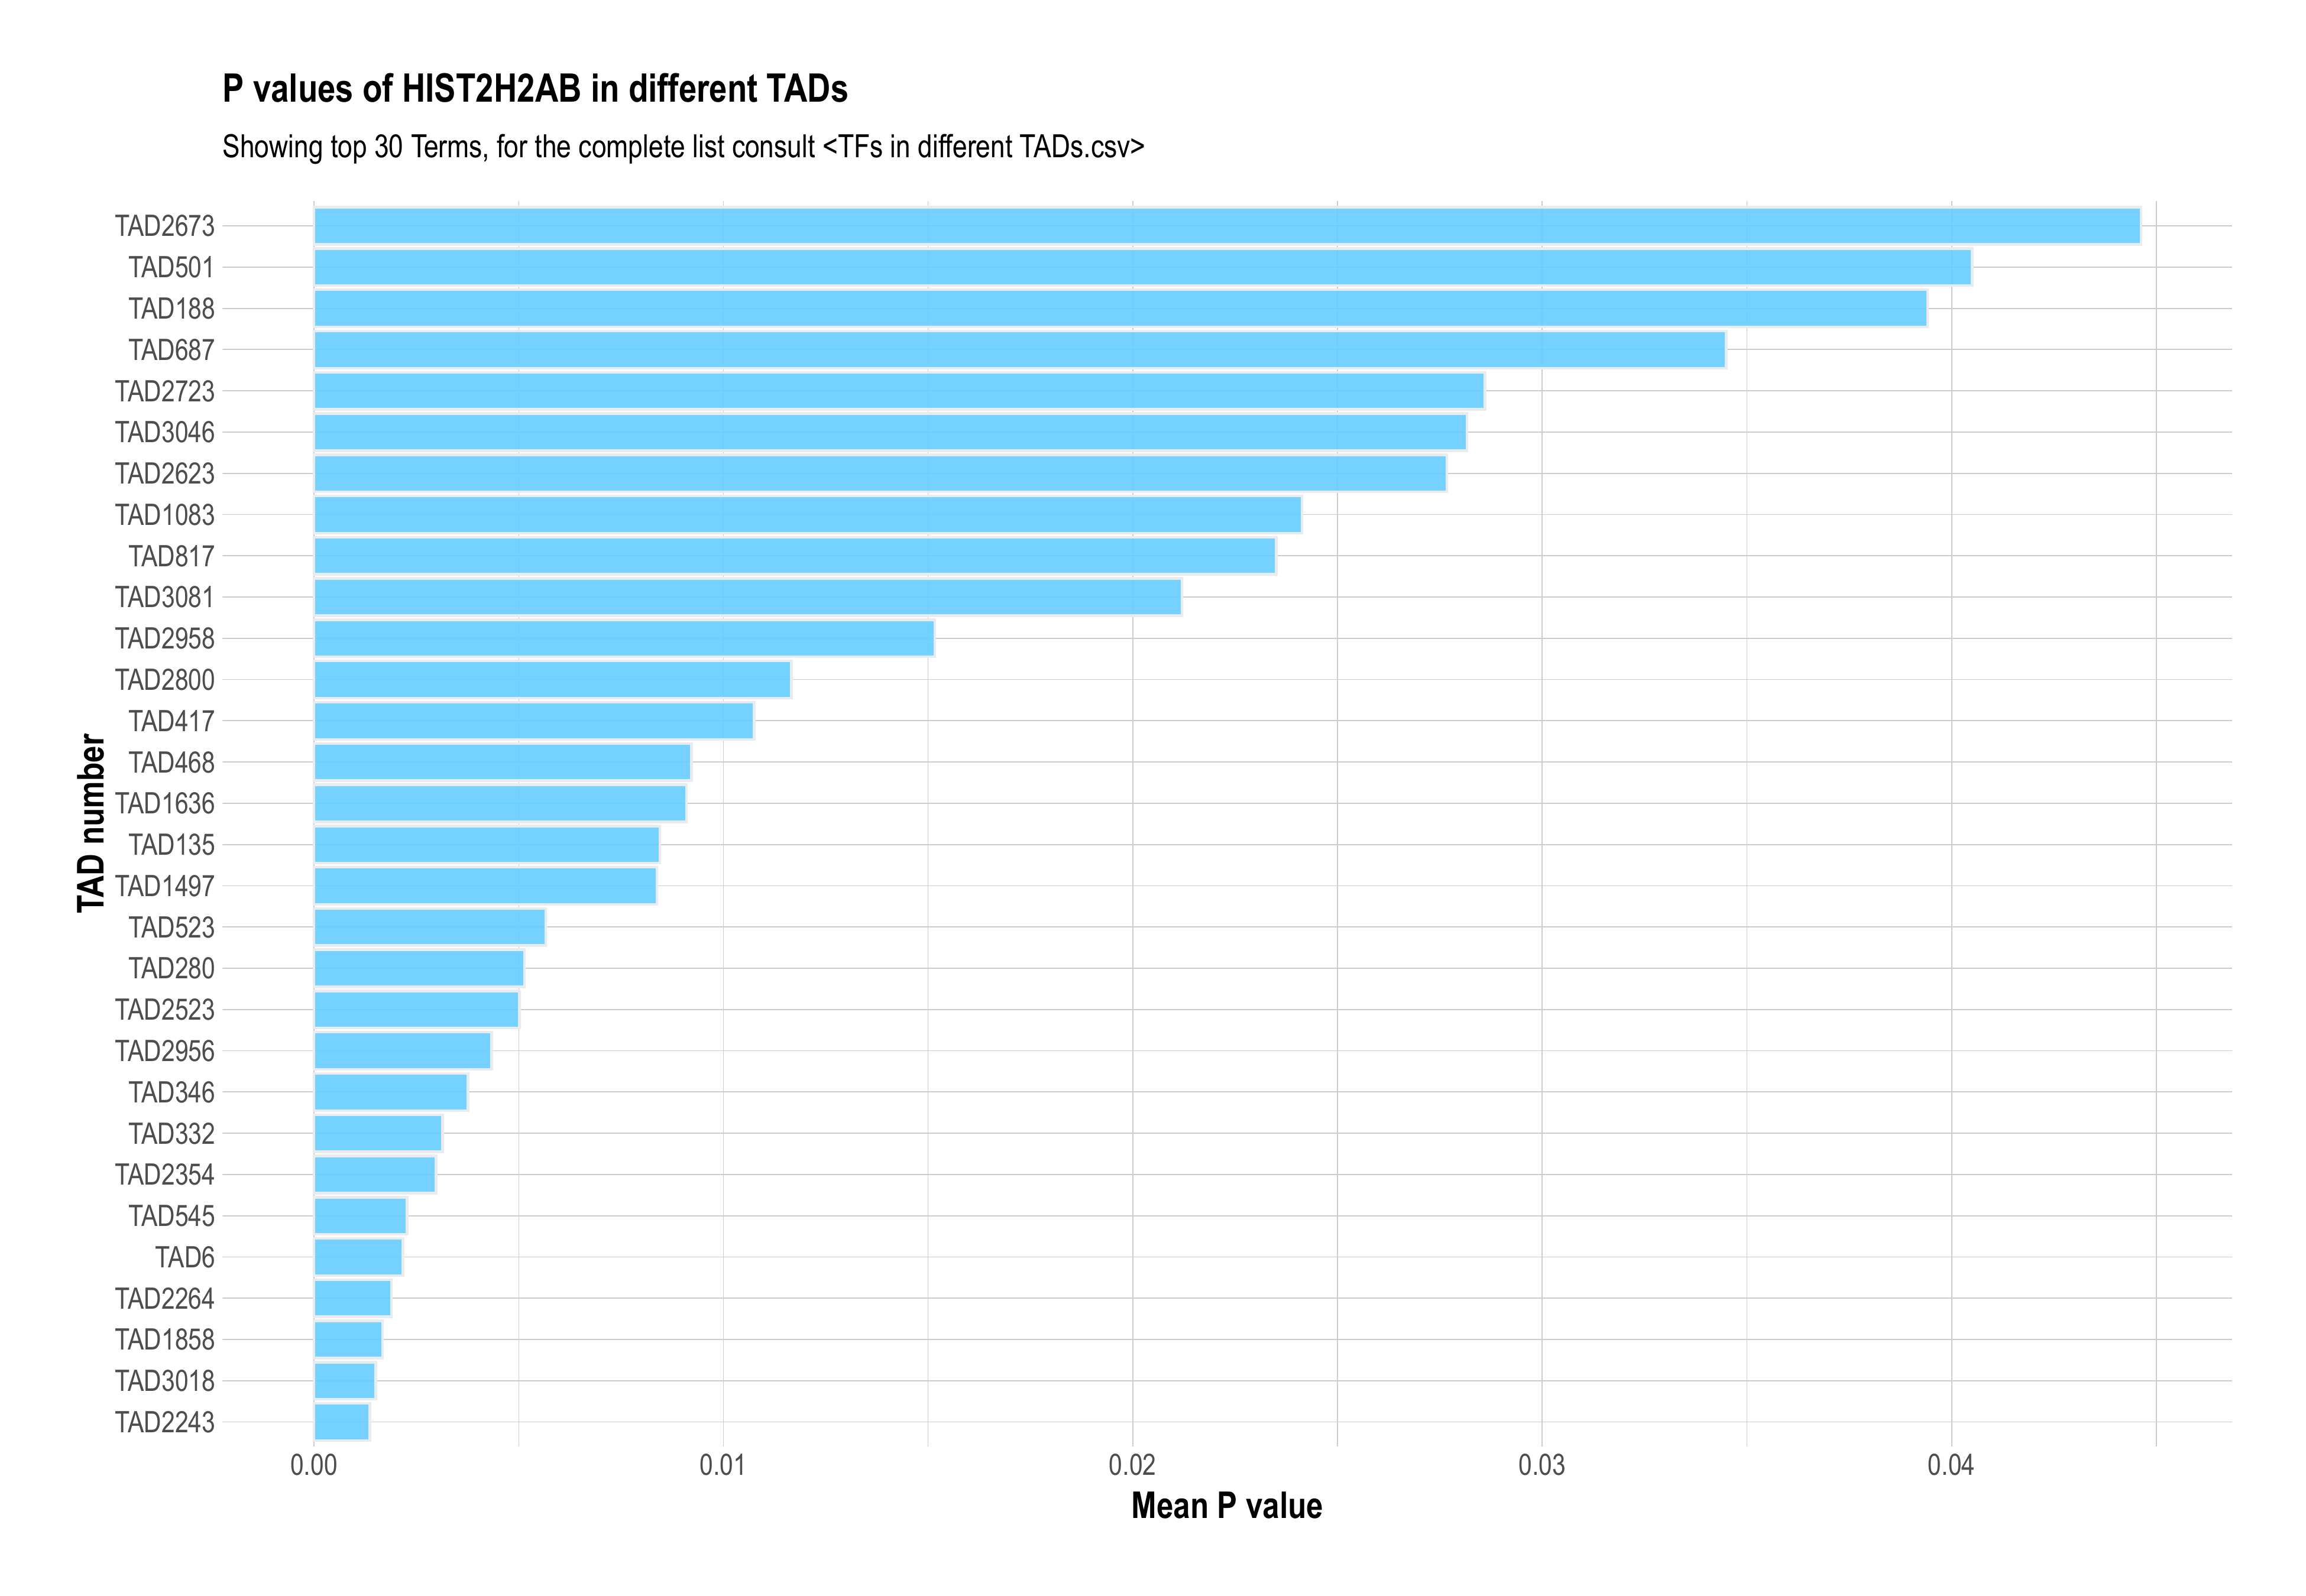 P values of HIST2H2AB in different TADs
Showing top 30 Terms, for the complete list consult <TFs in different TADs.csv>
TAD number
TAD2673
TAD501
TAD188
TAD687
TAD2723
TAD3046
TAD2623
TAD1083
TAD817
TAD3081
TAD2958
TAD2800
TAD417
TAD468
TAD1636
TAD135
TAD1497
TAD523
TAD280
TAD2523
TAD2956
TAD346
TAD332
TAD2354
TAD545
TAD6
TAD2264
TAD1858
TAD3018
TAD2243
0.00 0.01 0.02 0.03 0.04
Mean P value